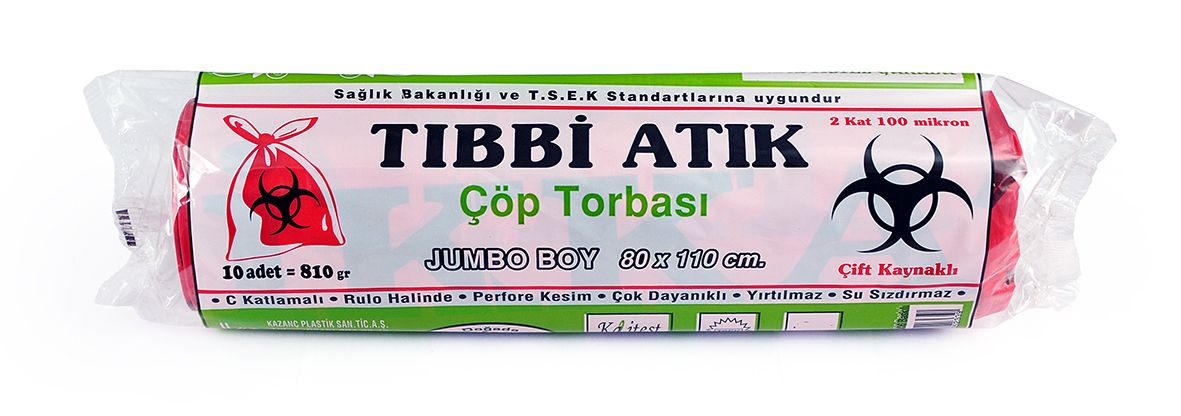 Sağlık Bakanlığı ve T.S.E.K Standartlarına uygundur
TIBBİ ATIK
2 Kat 100 mikron
Çöp Torbası
JUMBO BOY 80 x 110 cm.
10 adet = 810 gr
Çift Kaynaklı
• C Katlamalı • Rulo Halinde • Perfore Kesim • Çok Dayanıklı • Yırtılmaz • Su Sızdırmaz •
KAZANÇ PLASTİK SAN.TİC.A.Ş.
Doğada
Kalitest